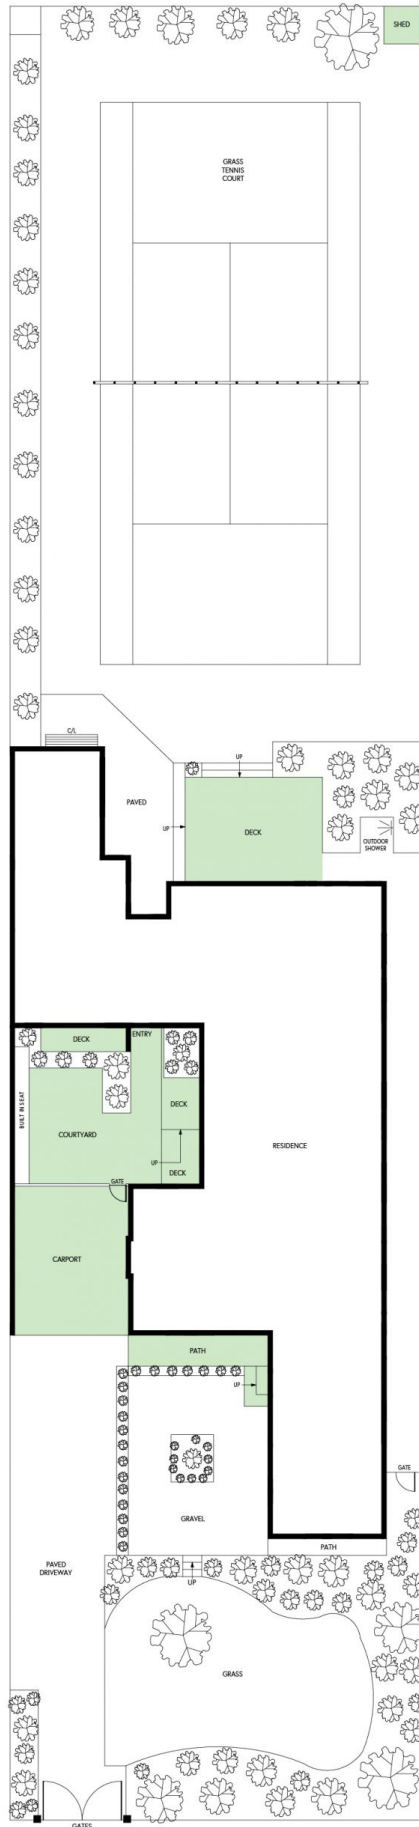 SHED
GRASS
TENNIS
COURT
C/L
PAVED
UP
UP
DECK
OUTDOOR
SHOWER
DECK
ENTRY
BUILT IN SEAT
COURTYARD
DECK
UP
DECK
RESIDENCE
GATE
CARPORT
PATH
UP
GATE
GRAVEL
PATH
PAVED
DRIVEWAY
UP
GRASS
GATES